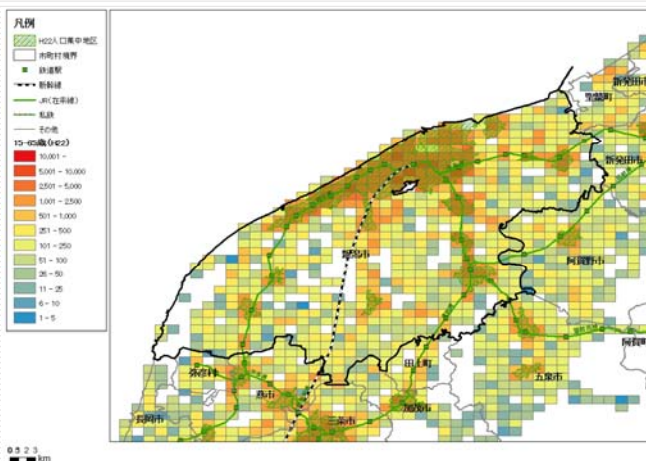 凡例
H22人口集中地区
市町村境界
鉄道駅
新幹線
JR(在来線)
私鉄
その他
15-65歳(H22)
10,001 -
5,001 - 10,000
2,501 - 5,000
1,001 - 2,500
501 - 1,000
251 - 500
101 - 250
51 - 100
26 - 50
11 - 25
6 - 10
1 - 5
新発田市
聖籠町
新発田市
新潟市
阿賀野市
阿賀町
弥彦村
田上町
五泉市
燕市
加茂市
長岡市
三条市
km